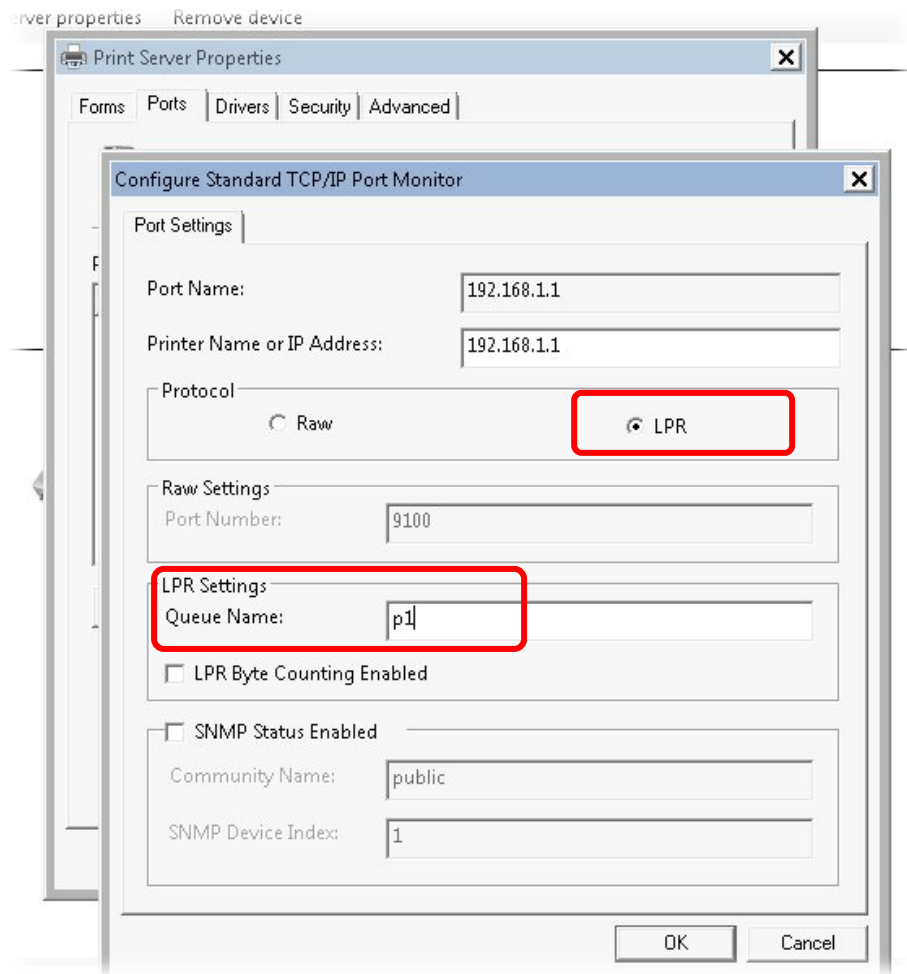 rver properties Remove device
Print Server Properties
Forms Ports Drivers Security Advanced
Configure Standard TCP/IP Port Monitor
Port Settings
Port Name: 192.168.1.1
Printer Name or IP Address: 192.168.1.1
Protocol
Raw LPR
Raw Settings
Port Number: 9100
LPR Settings
Queue Name: p1
LPR Byte Counting Enabled
SNMP Status Enabled
Community Name: public
SNMP Device Index: 1
OK Cancel